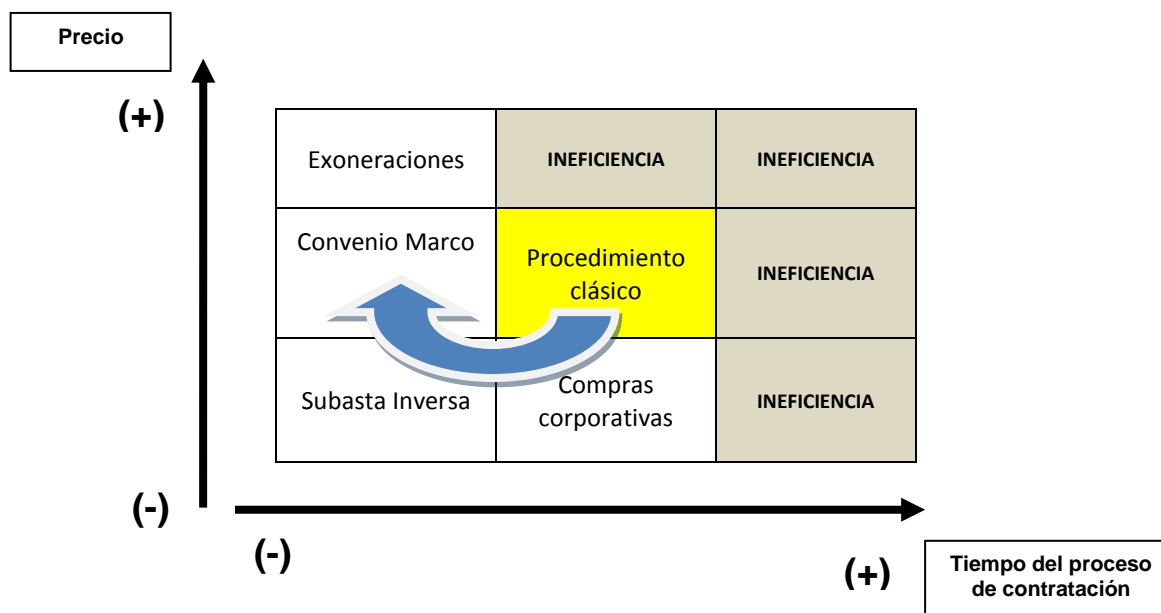 Precio
(+)
Exoneraciones
INEFICIENCIA
INEFICIENCIA
Convenio Marco
Procedimiento
clásico
INEFICIENCIA
Subasta Inversa
Compras
corporativas
INEFICIENCIA
(-)
(-)
(+)
Tiempo del proceso
de contratación